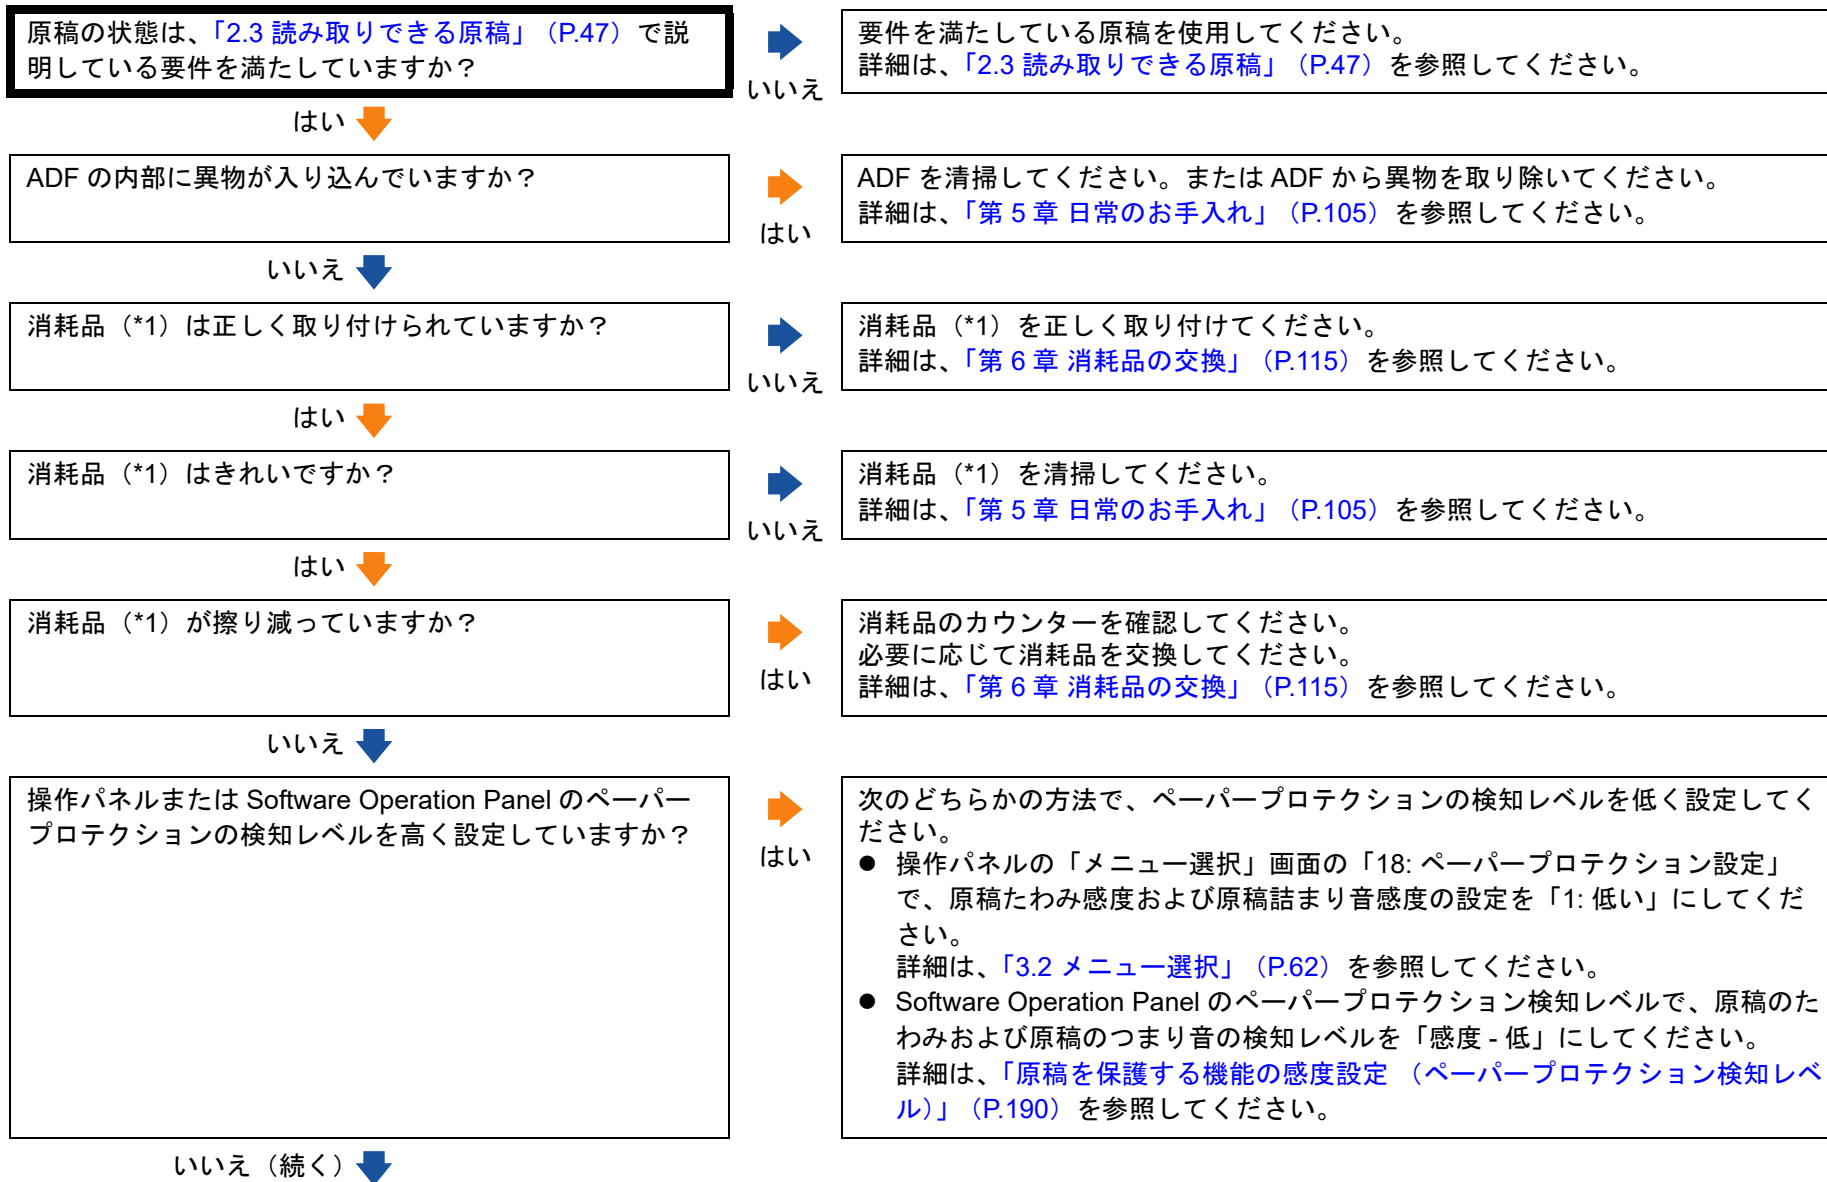 原稿の状態は、「2.3 読み取りできる原稿」（P.47）で説
明している要件を満たしていますか？
いいえ
要件を満たしている原稿を使用してください。
詳細は、「2.3 読み取りできる原稿」（P.47）を参照してください。
はい
ADF の内部に異物が入り込んでいますか？
はい
ADF を清掃してください。または ADF から異物を取り除いてください。
詳細は、「第 5 章 日常のお手入れ」（P.105）を参照してください。
いいえ
消耗品（*1）は正しく取り付けられていますか？
いいえ
消耗品（*1）を正しく取り付けてください。
詳細は、「第 6 章 消耗品の交換」（P.115）を参照してください。
はい
消耗品（*1）はきれいですか？
いいえ
消耗品（*1）を清掃してください。
詳細は、「第 5 章 日常のお手入れ」（P.105）を参照してください。
はい
消耗品（*1）が擦り減っていますか？
はい
消耗品のカウンターを確認してください。
必要に応じて消耗品を交換してください。
詳細は、「第 6 章 消耗品の交換」（P.115）を参照してください。
いいえ
操作パネルまたは Software Operation Panel のペーパー
プロテクションの検知レベルを高く設定していますか？
はい
次のどちらかの方法で、ペーパープロテクションの検知レベルを低く設定してく
ださい。
● 操作パネルの「メニュー選択」画面の「18: ペーパープロテクション設定」
で、原稿たわみ感度および原稿詰まり音感度の設定を「1: 低い」にしてくだ
さい。
詳細は、「3.2 メニュー選択」（P.62）を参照してください。
● Software Operation Panel のペーパープロテクション検知レベルで、原稿のた
わみおよび原稿のつまり音の検知レベルを「感度 - 低」にしてください。
詳細は、「原稿を保護する機能の感度設定 （ペーパープロテクション検知レベ
ル）」（P.190）を参照してください。
いいえ（続く）